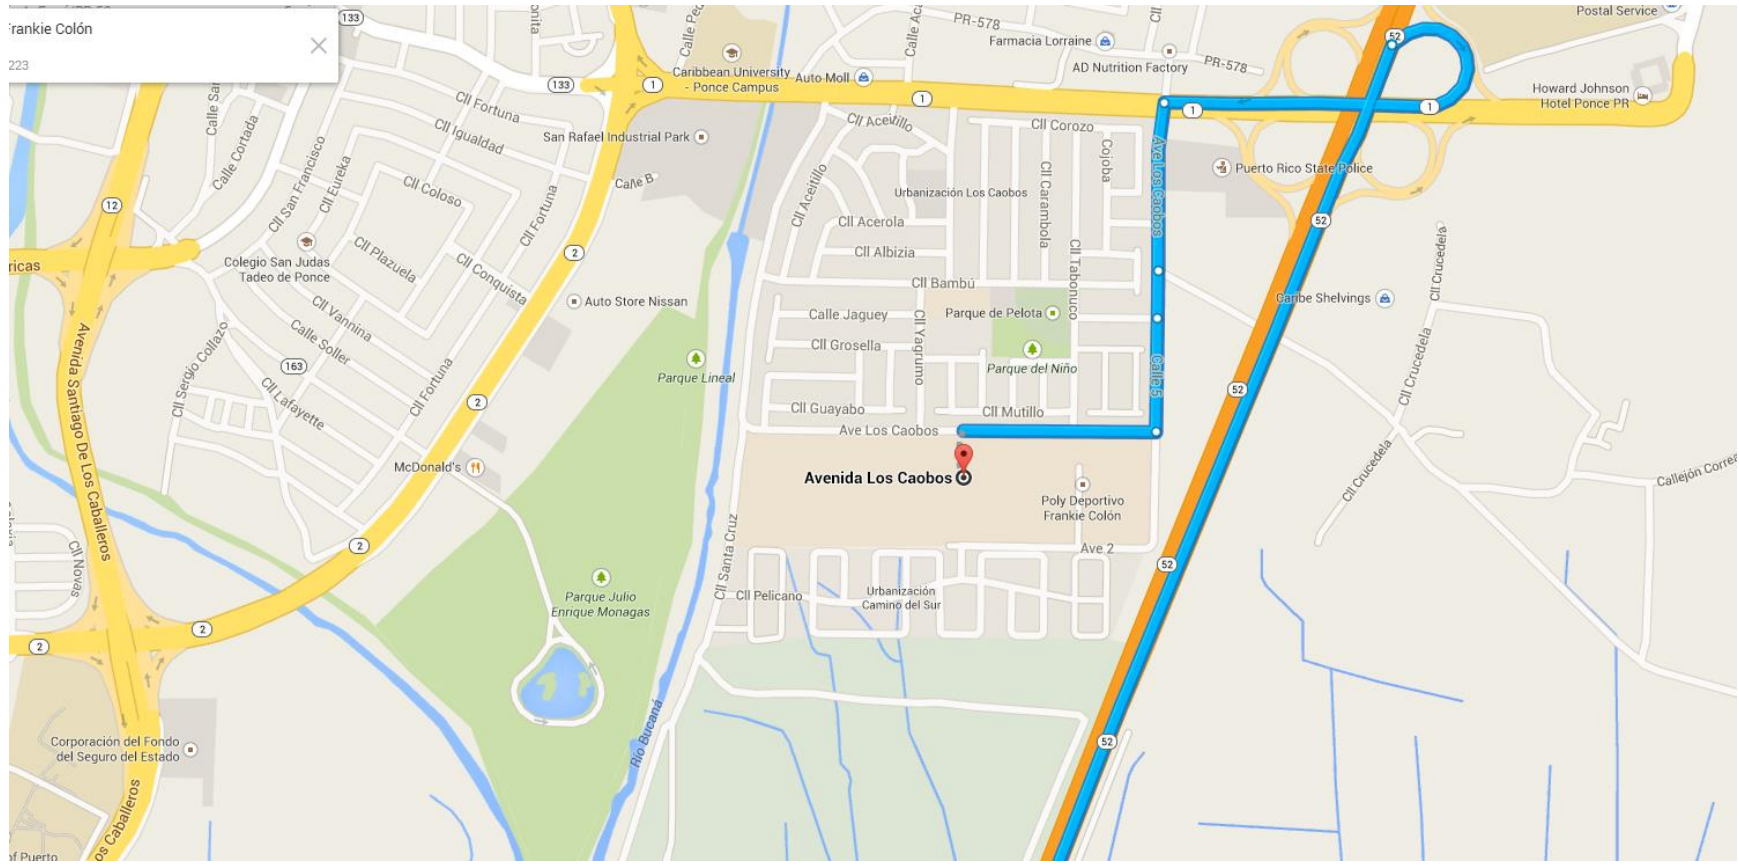 rankie Colón
223
133
Postal Service
PR-578
Farmacia Lorraine
52
Caribbean University
- Ponce Campus
Auto Moll
AD Nutrition Factory
PR-578
133
1
1
1
1
Howard Johnson
Hotel Ponce PR
Cll Fortuna
Cll Igualdad
San Rafael Industrial Park
Cll Acevillo
Cll Corozo
Calle Cortada
Cll San Francisco
Cll Eureka
Cll Coloso
Calle B
Cll Fortuna
Cll Aceitillo
Urbanización Los Caobos
Cll Carambola
Cojoba
Ave Los Caobos
Puerto Rico State Police
12
Cll Acerola
52
2
Cll Albizia
Cll Tabonuco
Cll Crucedela
ricas
Colegio San Judas
Tadeo de Ponce
Cll Plazuela
Cll Conquista
Cll Bambú
Auto Store Nissan
Caribe Shelvings
Cll Vannina
Calle Soller
Calle Jaguey
Cll Yagrumo
Parque de Pelota
Cll Grosella
Avenida Santiago De Los Caballeros
Cll Sergio Collazo
163
Cll Fortuna
Parque Lineal
Parque del Niño
Calle 5
Cll Crucedela
52
Cll Lafayette
2
Cll Guayabo
Cll Mutillo
Ave Los Caobos
McDonald's
Avenida Los Caobos
Cll Crucedela
Callejón Correa
Poly Deportivo
Frankie Colón
Cll Santa Cruz
2
Ave 2
Cll Novas
52
Parque Julio
Enrique Monagas
Cll Pelicano
Urbanización
Camino del Sur
2
2
Río Bucaná
Corporación del Fondo
del Seguro del Estado
52
os Caballeros
of Puerto